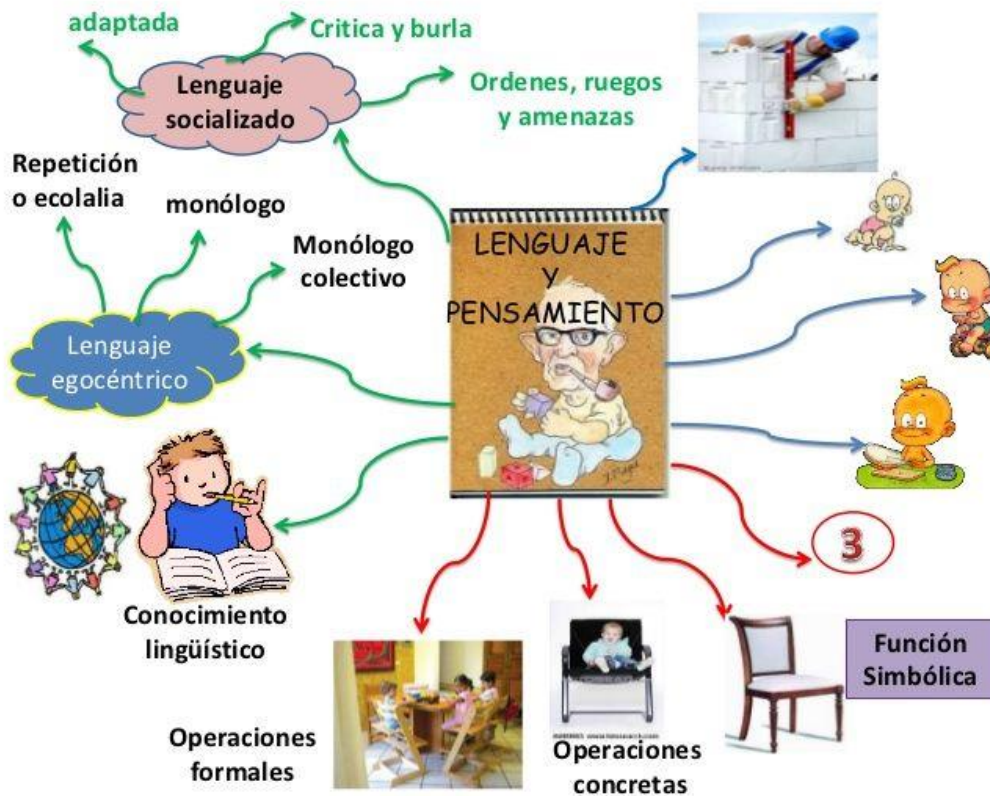 adaptada
Critica y burla
Lenguaje
socializado
Ordenes, ruegos
y amenazas
Repetición
o ecolalia
monólogo
Monólogo
colectivo
LENGUAJE
Y
PENSAMIENTO
Lenguaje
egocéntrico
3
Conocimiento
lingüístico
Función
Simbólica
Operaciones
formales
Operaciones
concretas